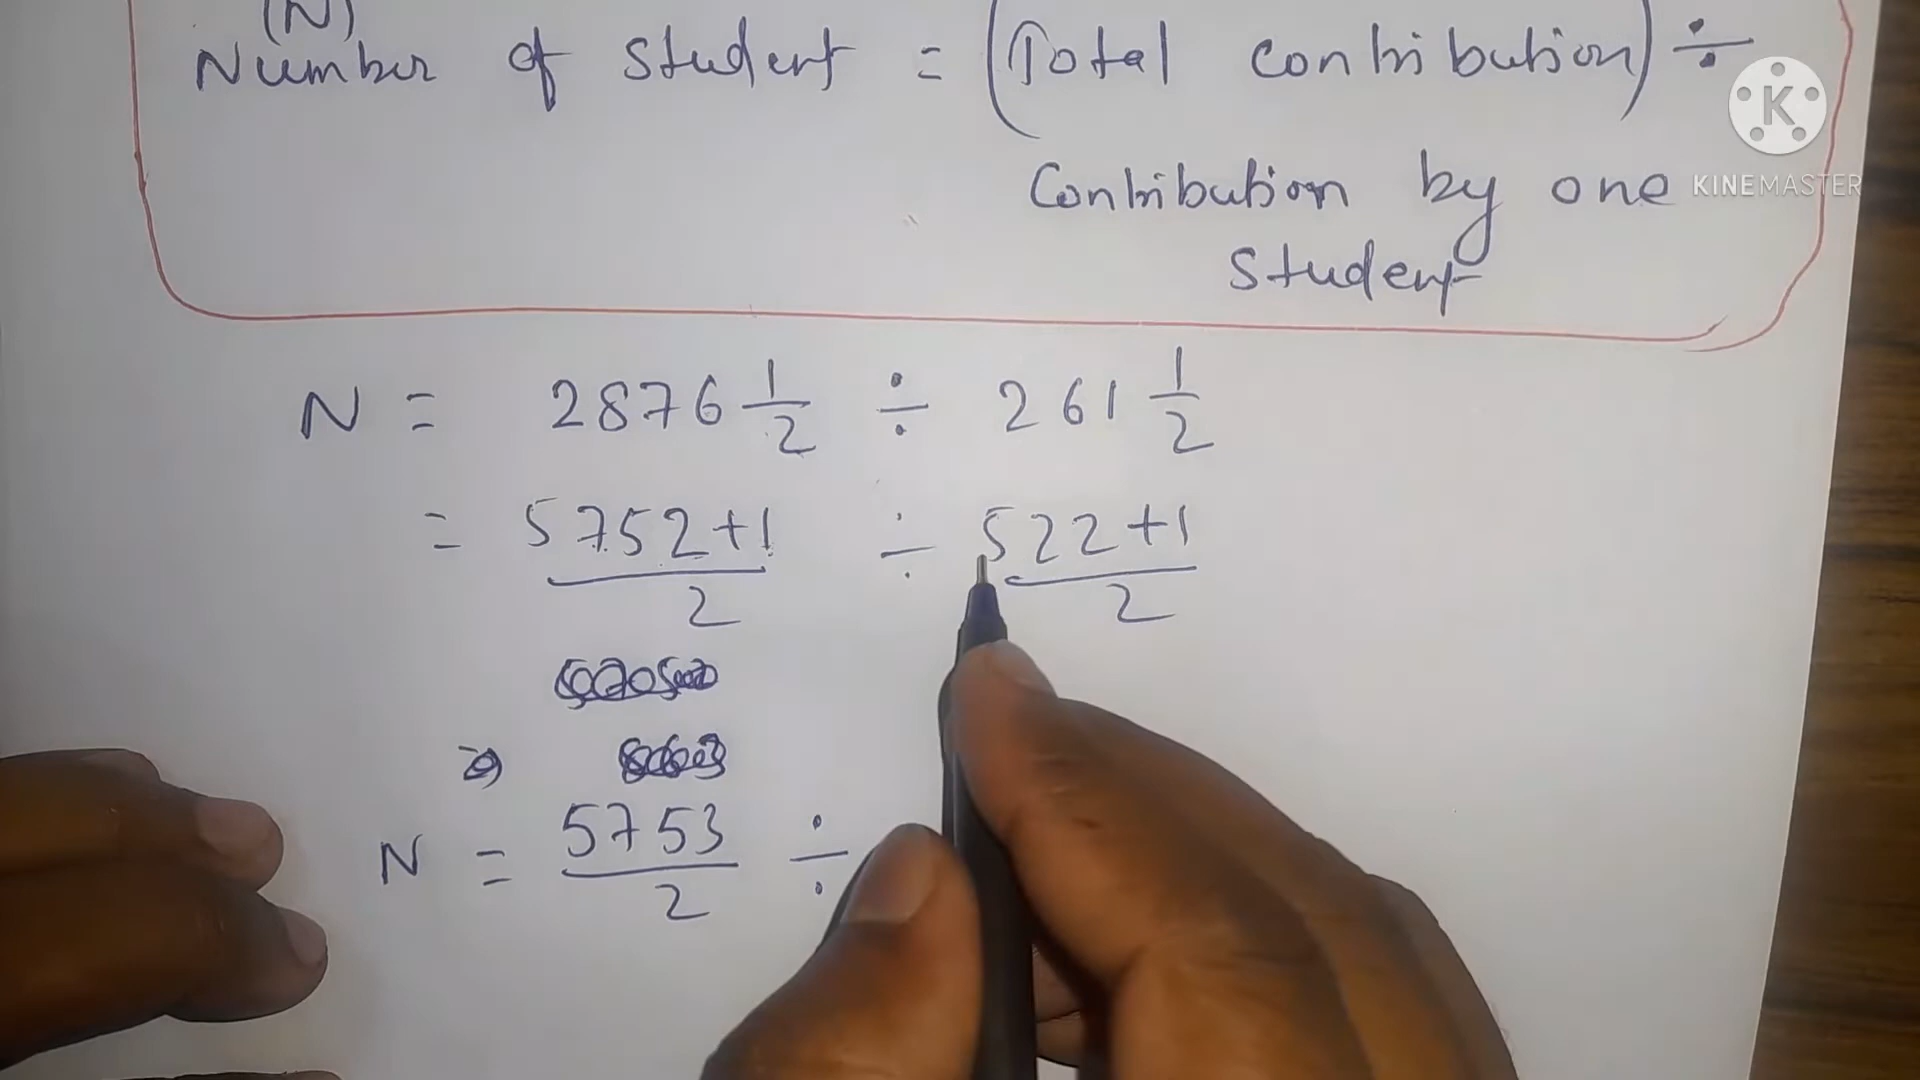 (N)
Number of student = (Total contribution) ÷
Contribution by one
student
K
KINEMASTER
N = 2876 1/2 ÷ 261 1/2
= 5752+1/2 ÷ 522+1/2
N = 5753/2 ÷